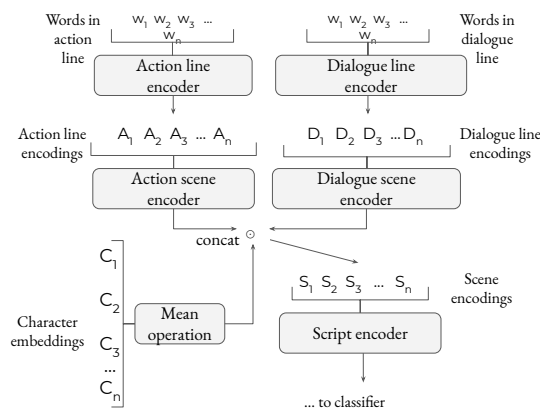 Words in
action
line
w1 w2 w3 ...
wn
w1 w2 w3 ...
wn
Words in
dialogue
line
Action line
encoder
Dialogue line
encoder
Action line
encodings
A1 A2 A3 ... An
D1 D2 D3 ... Dn
Dialogue line
encodings
Action scene
encoder
Dialogue scene
encoder
concat ⊙
C1
C2
C3
...
Cn
Character
embeddings
Mean
operation
S1 S2 S3 ... Sn
Scene
encodings
Script encoder
... to classifier